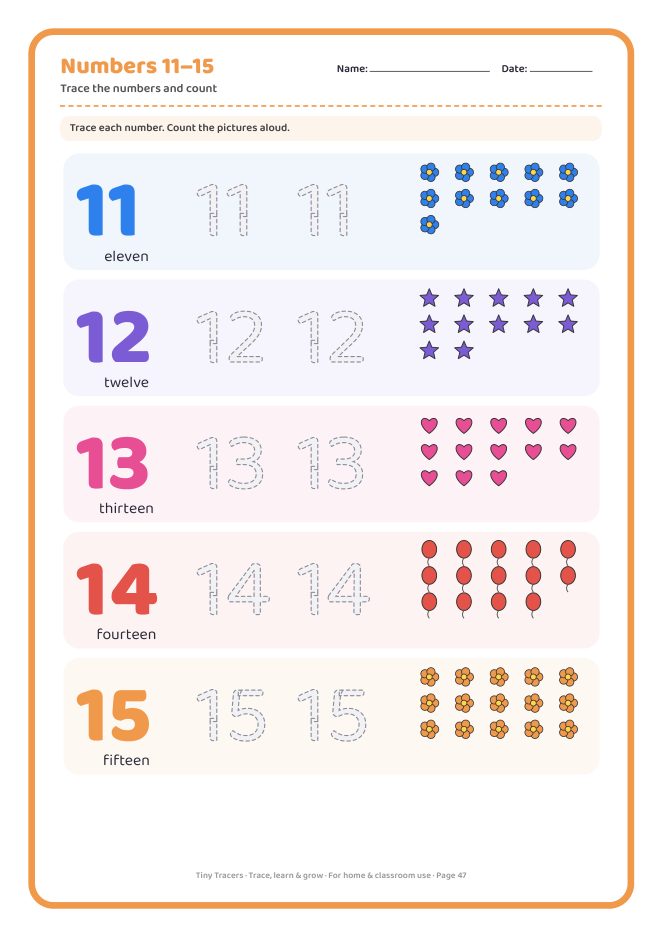 Numbers 11–15
Name: Date:
Trace the numbers and count
Trace each number. Count the pictures aloud.
11 11 11
eleven
12 12 12
twelve
13 13 13
thirteen
14 14 14
fourteen
15 15 15
fifteen
Tiny Tracers · Trace, learn & grow · For home & classroom use · Page 47